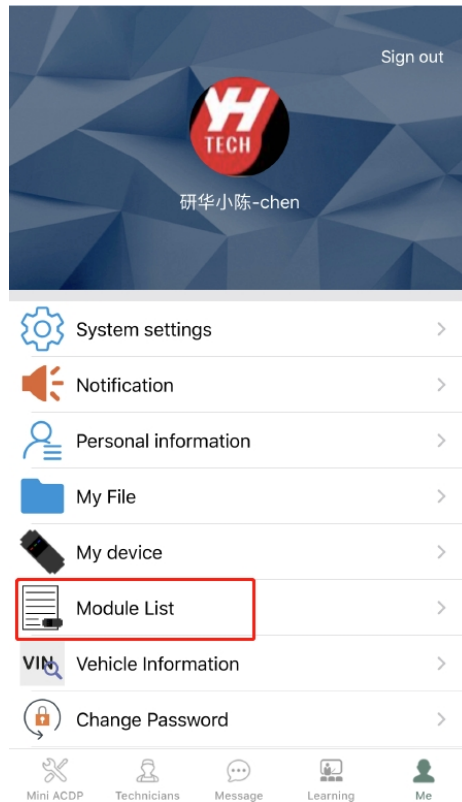 Sign out
YH
TECH
研华小陈-chen
System settings
Notification
Personal information
My File
My device
Module List
VIN
Vehicle Information
Change Password
Mini ACDP
Technicians
Message
Learning
Me